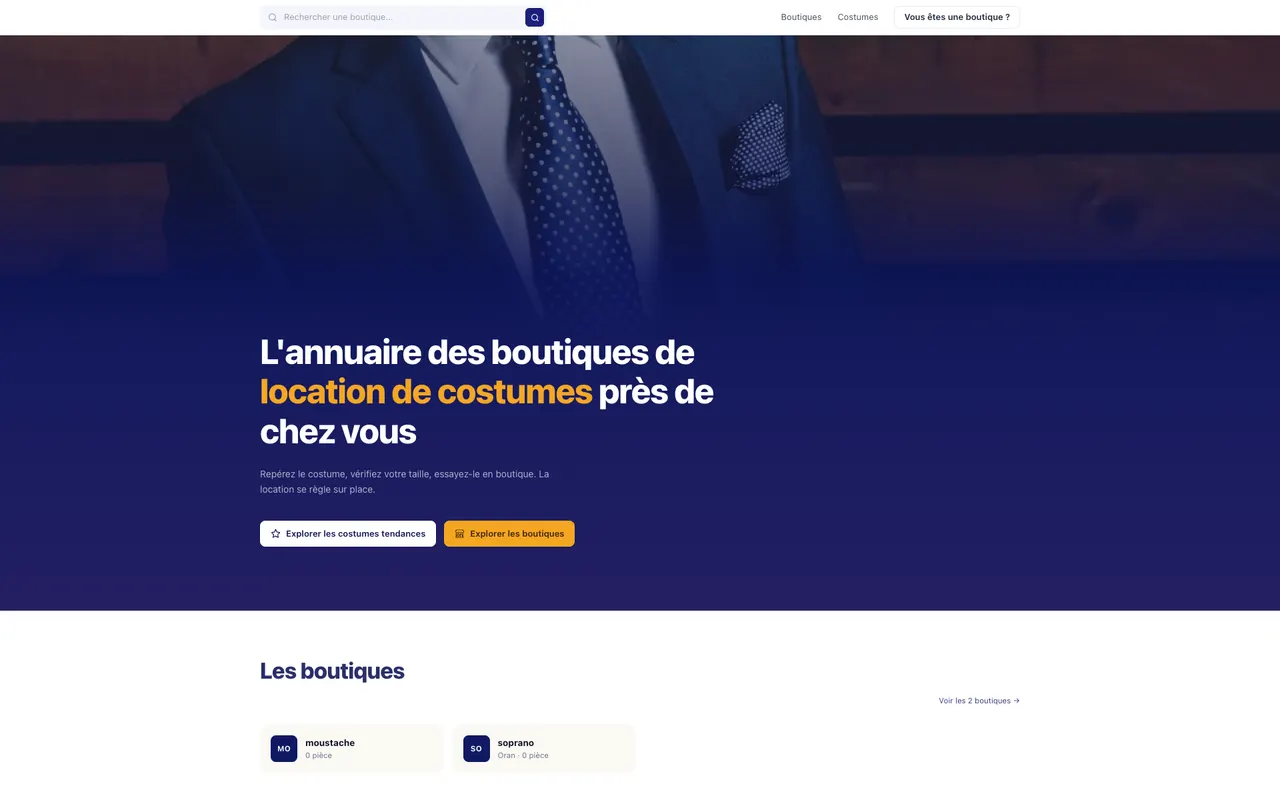 Rechercher une boutique...
Boutiques
Costumes
Vous êtes une boutique ?
L'annuaire des boutiques de
location de costumes près de
chez vous
Repérez le costume, vérifiez votre taille, essayez-le en boutique. La
location se règle sur place.
Explorer les costumes tendances
Explorer les boutiques
Les boutiques
Voir les 2 boutiques →
MO
moustache
0 pièce
SO
soprano
Oran · 0 pièce